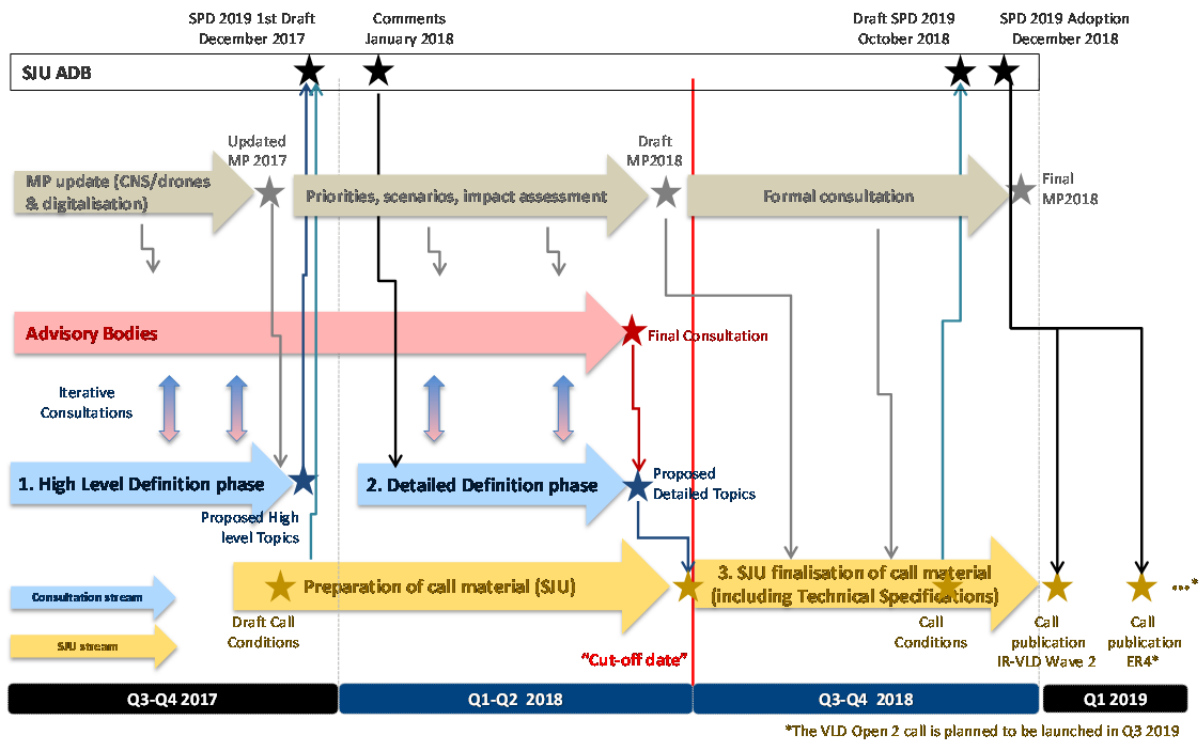 SPD 2019 1st Draft
December 2017
Comments
January 2018
Draft SPD 2019
October 2018
SPD 2019 Adoption
December 2018
SJU ADB
Updated
MP 2017
Draft
MP2018
MP update (CNS/drones
& digitalisation)
Priorities, scenarios, impact assessment
Formal consultation
Final
MP2018
Advisory Bodies
Final Consultation
Iterative
Consultations
1. High Level Definition phase
2. Detailed Definition phase
Proposed
Detailed Topics
Proposed High
level Topics
Preparation of call material (SJU)
3. SJU finalisation of call material
(including Technical Specifications)
...*
Consultation stream
SJU stream
Draft Call
Conditions
"Cut-off date"
Call
Conditions
Call
publication
IR-VLD Wave 2
Call
publication
ER4*
Q3-Q4 2017
Q1-Q2 2018
Q3-Q4 2018
Q1 2019
*The VLD Open 2 call is planned to be launched in Q3 2019